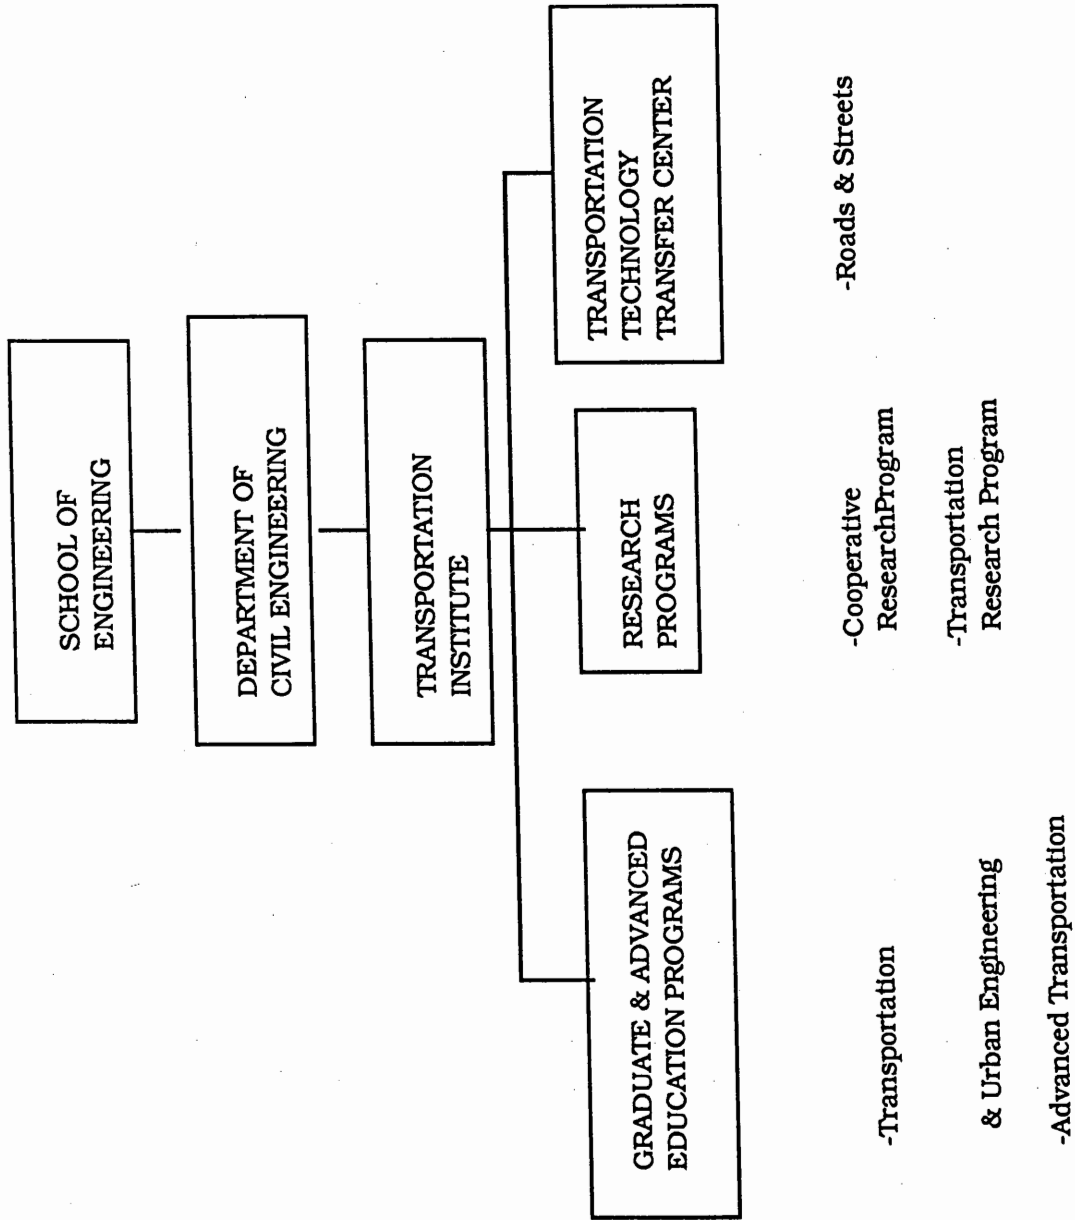 SCHOOL OF
ENGINEERING
DEPARTMENT OF
CIVIL ENGINEERING
TRANSPORTATION
INSTITUTE
GRADUATE & ADVANCED
EDUCATION PROGRAMS
RESEARCH
PROGRAMS
TRANSPORTATION
TECHNOLOGY
TRANSFER CENTER
-Transportation
& Urban Engineering
-Advanced Transportation
-Cooperative
ResearchProgram
-Transportation
Research Program
-Roads & Streets